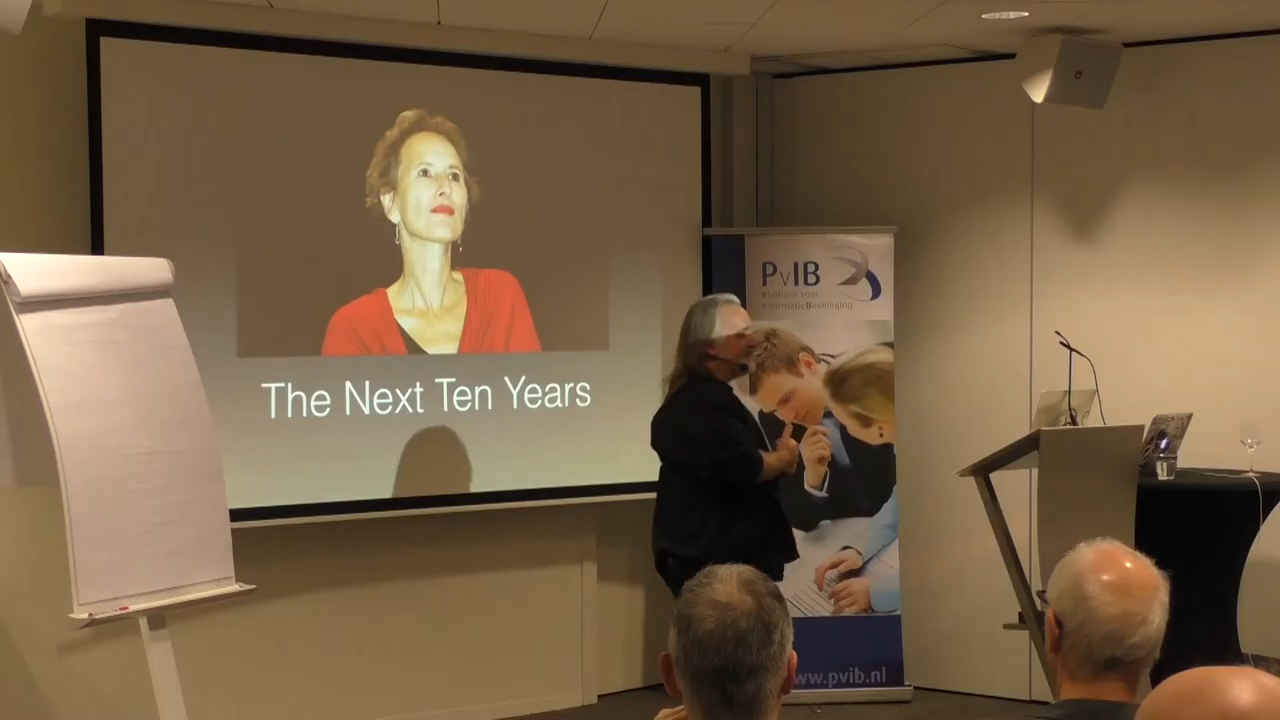 The Next Ten Years
PvIB
Platform voor
InformatieBeveiliging
www.pvib.nl